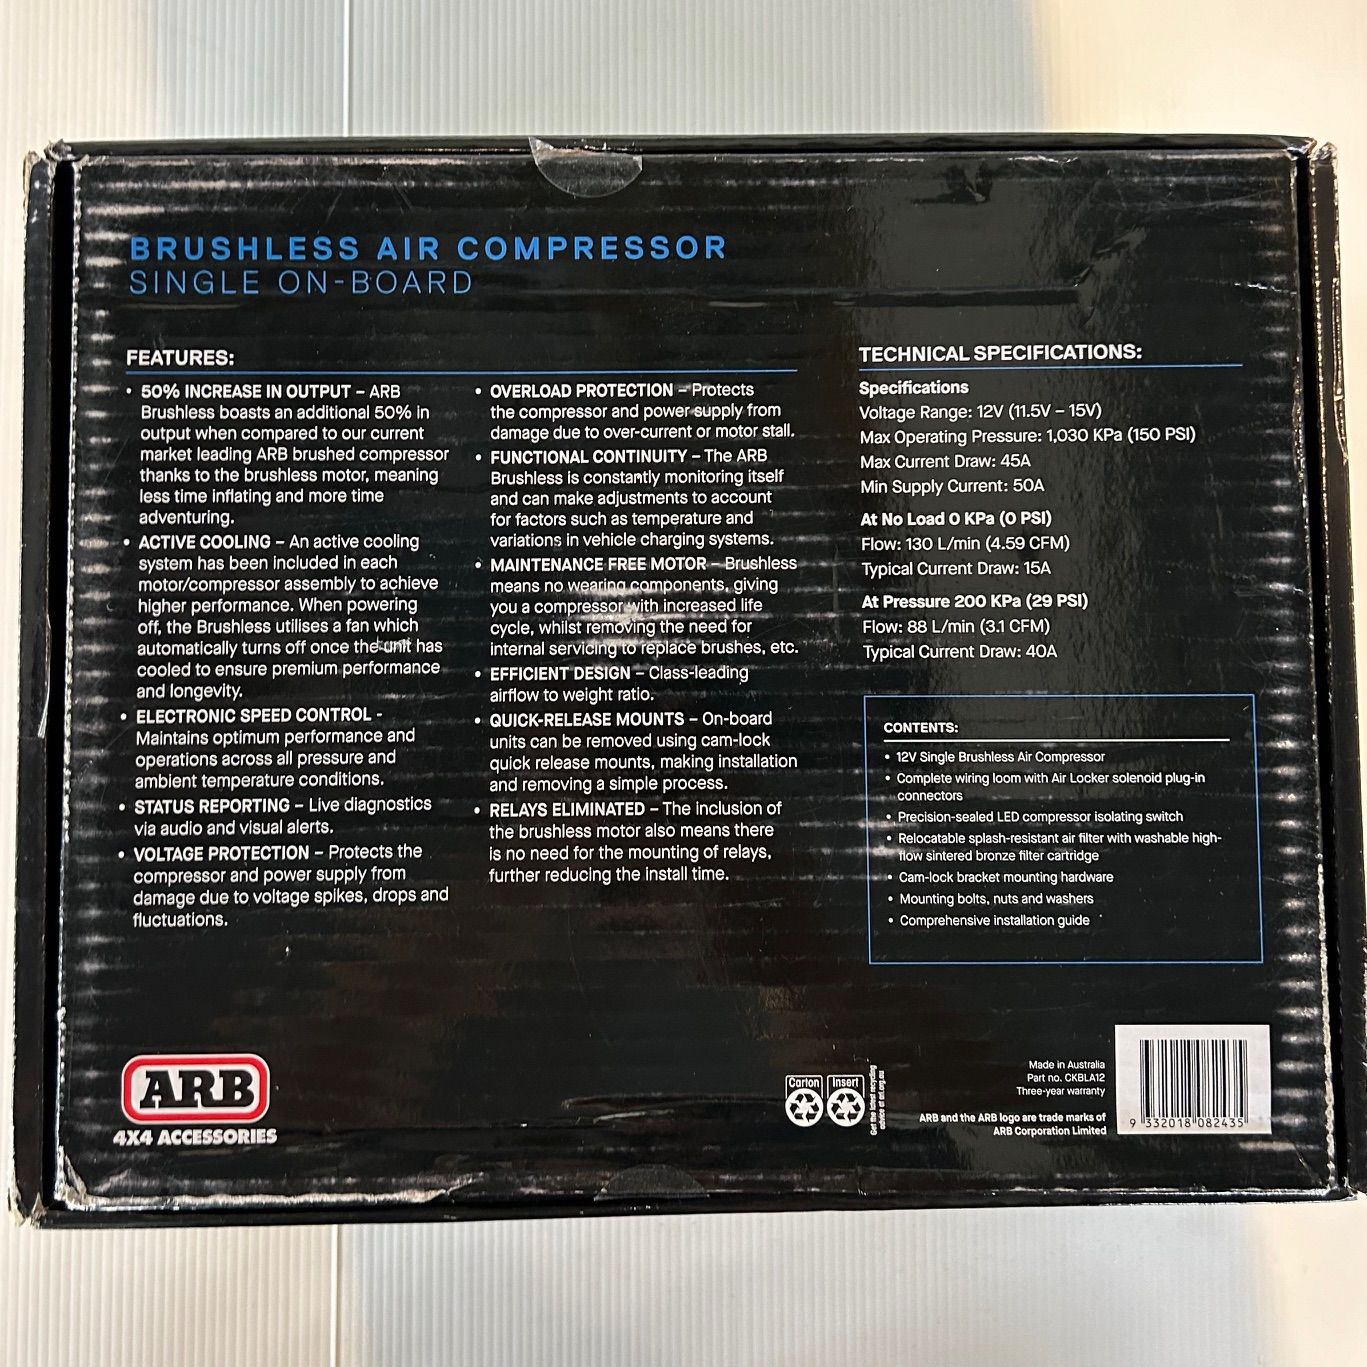 BRUSHLESS AIR COMPRESSOR
SINGLE ON-BOARD
FEATURES:
• 50% INCREASE IN OUTPUT – ARB
Brushless boasts an additional 50% in
output when compared to our current
market leading ARB brushed compressor
thanks to the brushless motor, meaning
less time inflating and more time
adventuring.
• ACTIVE COOLING – An active cooling
system has been included in each
motor/compressor assembly to achieve
higher performance. When powering
off, the Brushless utilises a fan which
automatically turns off once the unit has
cooled to ensure premium performance
and longevity.
• ELECTRONIC SPEED CONTROL -
Maintains optimum performance and
operations across all pressure and
ambient temperature conditions.
• STATUS REPORTING – Live diagnostics
via audio and visual alerts.
• VOLTAGE PROTECTION – Protects the
compressor and power supply from
damage due to voltage spikes, drops and
fluctuations.
• OVERLOAD PROTECTION – Protects
the compressor and power supply from
damage due to over-current or motor stall.
• FUNCTIONAL CONTINUITY – The ARB
Brushless is constantly monitoring itself
and can make adjustments to account
for factors such as temperature and
variations in vehicle charging systems.
• MAINTENANCE FREE MOTOR – Brushless
means no wearing components, giving
you a compressor with increased life
cycle, whilst removing the need for
internal servicing to replace brushes, etc.
• EFFICIENT DESIGN – Class-leading
airflow to weight ratio.
• QUICK-RELEASE MOUNTS – On-board
units can be removed using cam-lock
quick release mounts, making installation
and removing a simple process.
• RELAYS ELIMINATED – The inclusion of
the brushless motor also means there
is no need for the mounting of relays,
further reducing the install time.
TECHNICAL SPECIFICATIONS:
Specifications
Voltage Range: 12V (11.5V – 15V)
Max Operating Pressure: 1,030 KPa (150 PSI)
Max Current Draw: 45A
Min Supply Current: 50A
At No Load 0 KPa (0 PSI)
Flow: 130 L/min (4.59 CFM)
Typical Current Draw: 15A
At Pressure 200 KPa (29 PSI)
Flow: 88 L/min (3.1 CFM)
Typical Current Draw: 40A
CONTENTS:
• 12V Single Brushless Air Compressor
• Complete wiring loom with Air Locker solenoid plug-in
connectors
• Precision-sealed LED compressor isolating switch
• Relocatable splash-resistant air filter with washable high-
flow sintered bronze filter cartridge
• Cam-lock bracket mounting hardware
• Mounting bolts, nuts and washers
• Comprehensive installation guide
ARB
4X4 ACCESSORIES
Carton Insert
Get the latest recycling
advice at arl.org.au
Made in Australia
Part no. CKBLA12
Three-year warranty
ARB and the ARB logo are trade marks of
ARB Corporation Limited
9 332018 082435